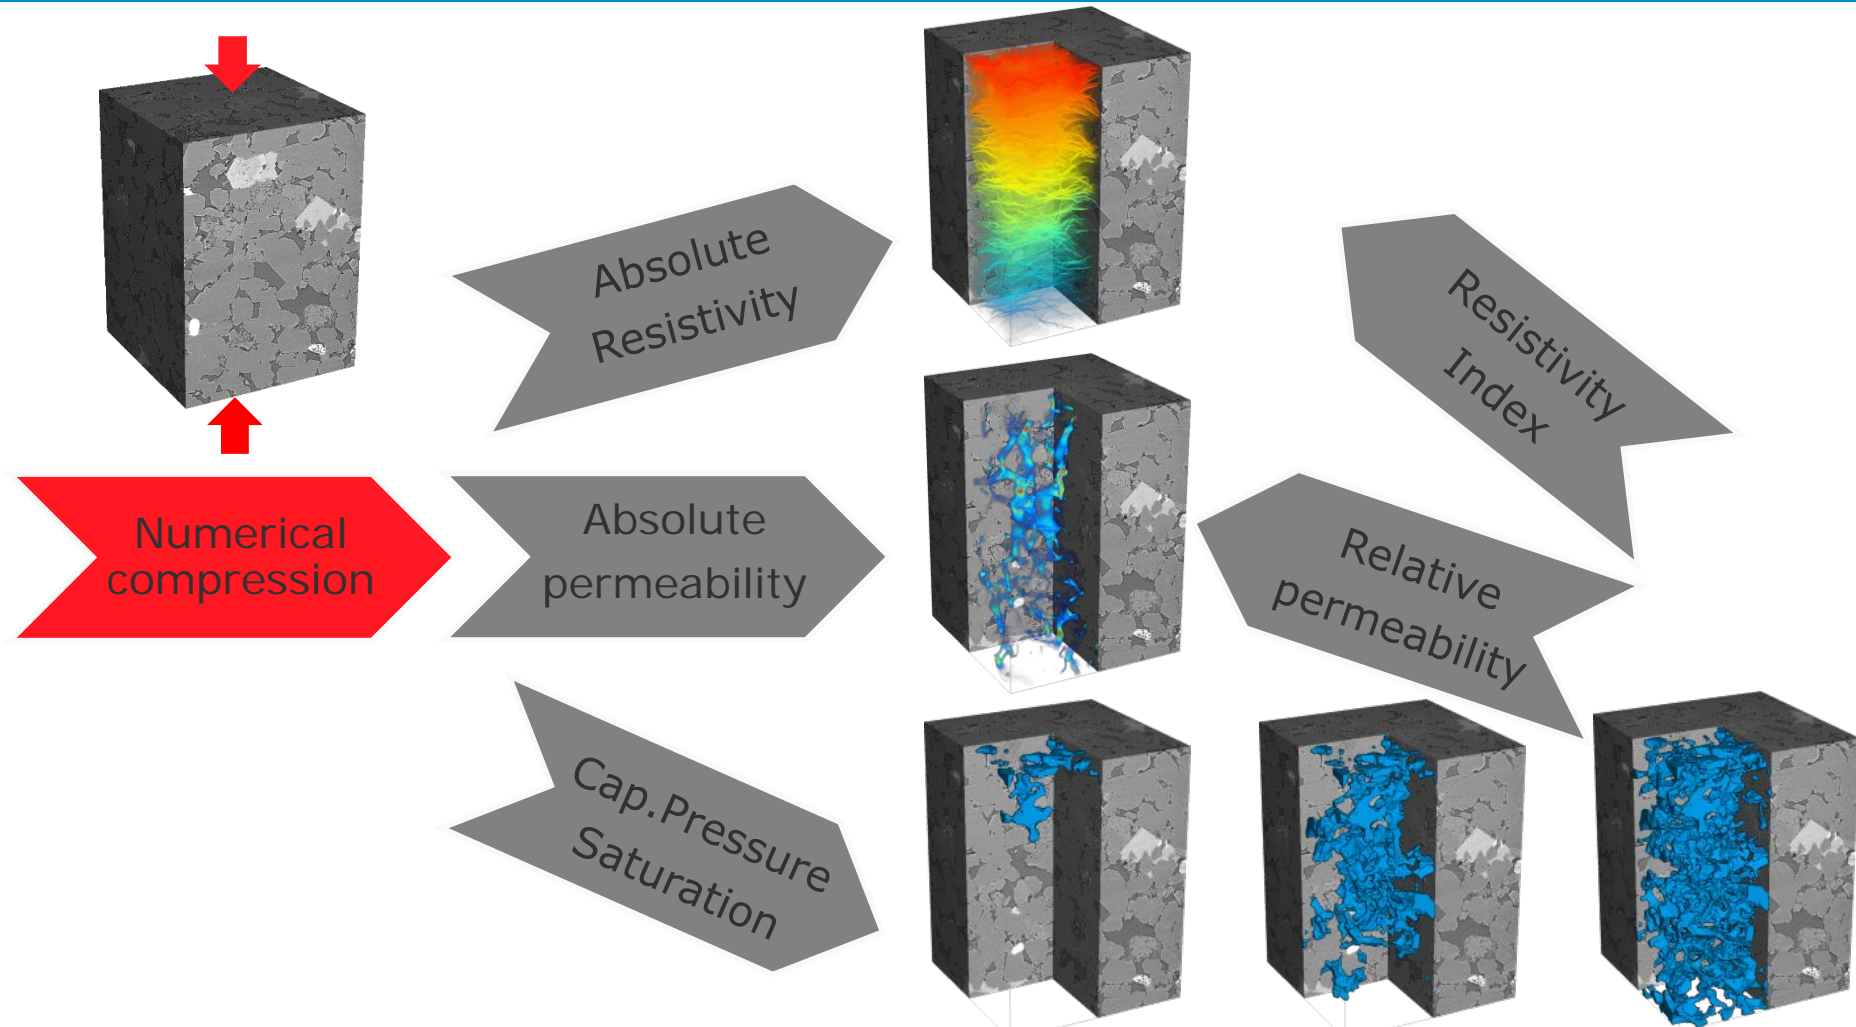 Absolute
Resistivity
Resistivity
Index
Numerical
compression
Absolute
permeability
Relative
permeability
Cap.Pressure
Saturation